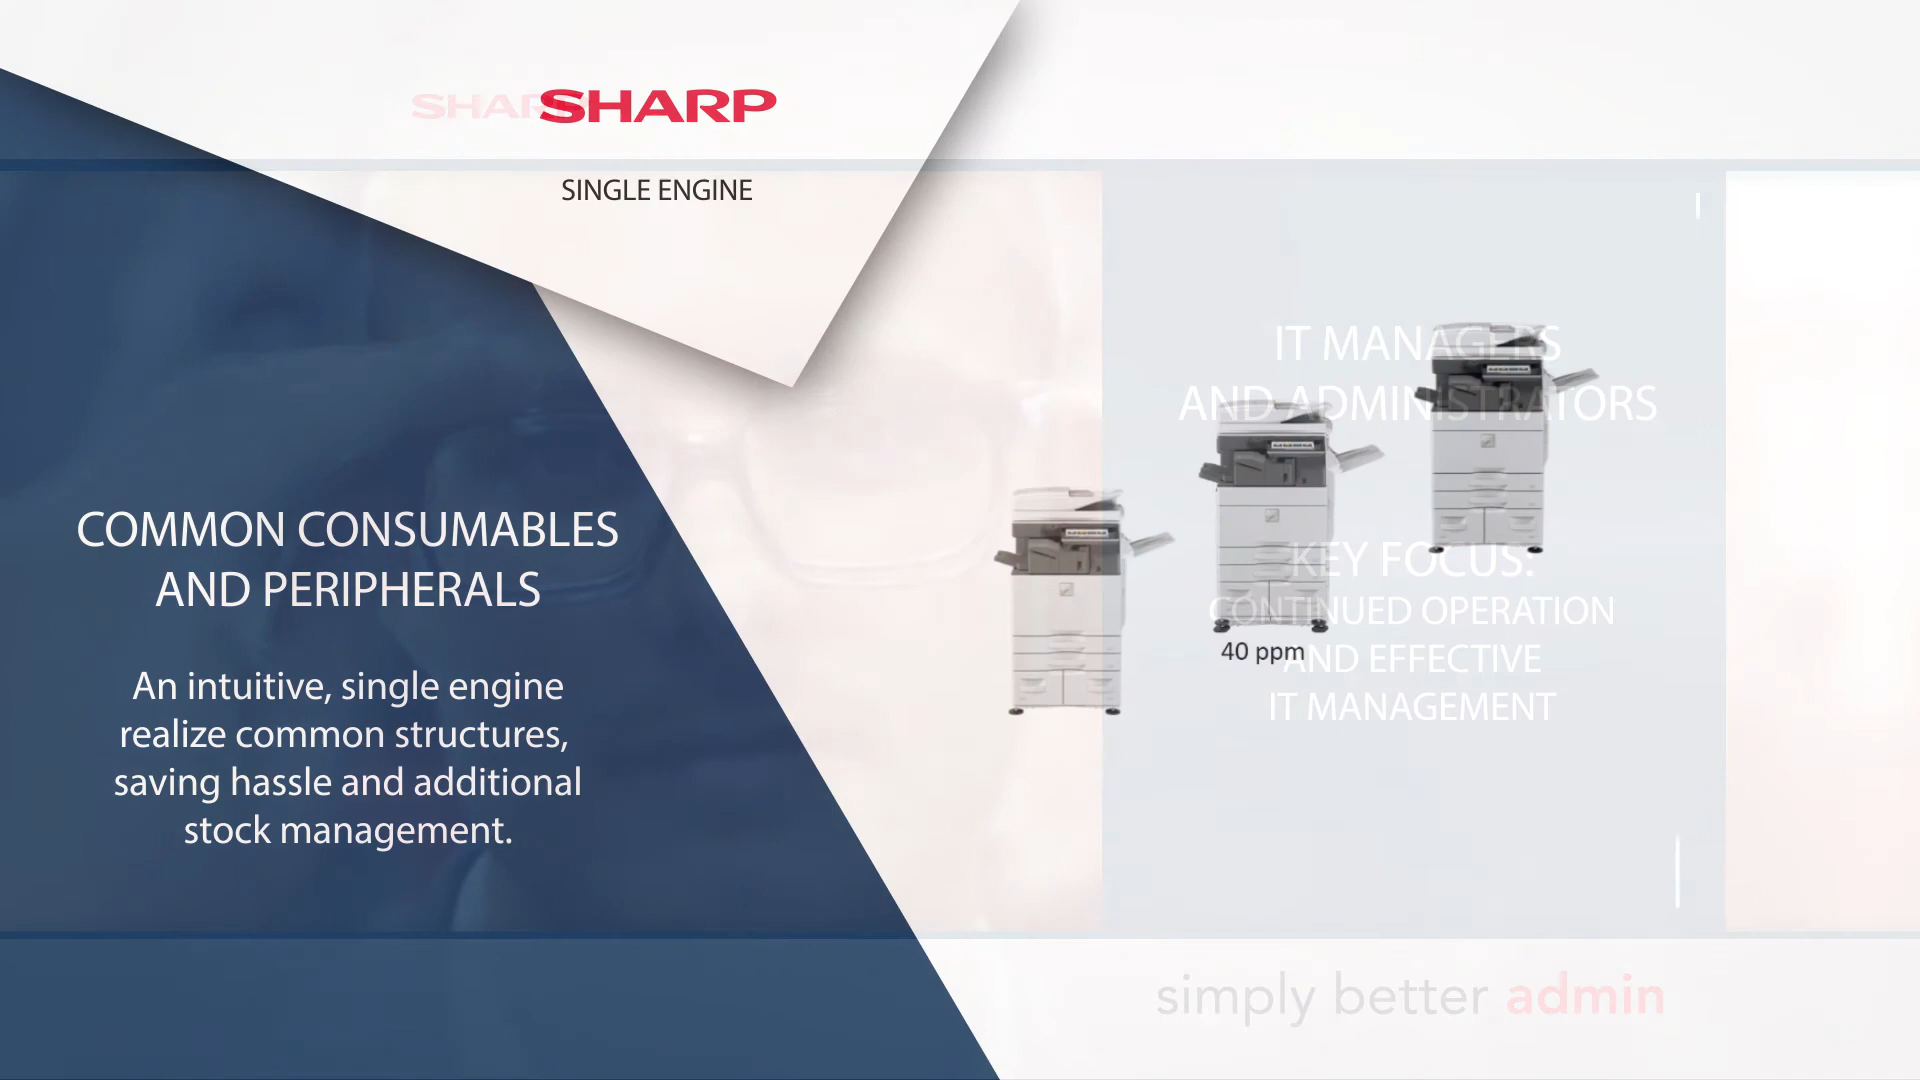 SHARP
SHARP
SINGLE ENGINE
COMMON CONSUMABLES
AND PERIPHERALS
An intuitive, single engine
realize common structures,
saving hassle and additional
stock management.
IT MANAGERS
AND ADMINISTRATORS
KEY FOCUS:
CONTINUED OPERATION
AND EFFECTIVE
IT MANAGEMENT
40 ppm
simply better admin